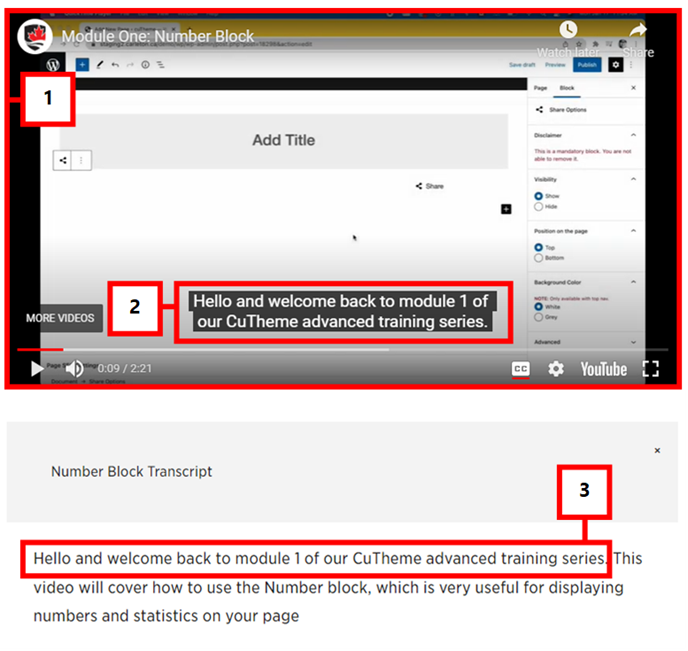 Module One: Number Block
Watch later
Share
Save draft
Preview
Publish
1
Page
Block
Share Options
Add Title
Disclaimer
This is a mandatory block. You are not
able to remove it.
Visibility
Share
Show
Hide
Position on the page
Top
Bottom
Background Color
NOTE: Only available with top nav
White
Grey
2
Hello and welcome back to module 1 of
our CuTheme advanced training series.
MORE VIDEOS
Advanced
0:09 / 2:21
CC
YouTube
Document
Share Options
Number Block Transcript
×
3
Hello and welcome back to module 1 of our CuTheme advanced training series. This
video will cover how to use the Number block, which is very useful for displaying
numbers and statistics on your page